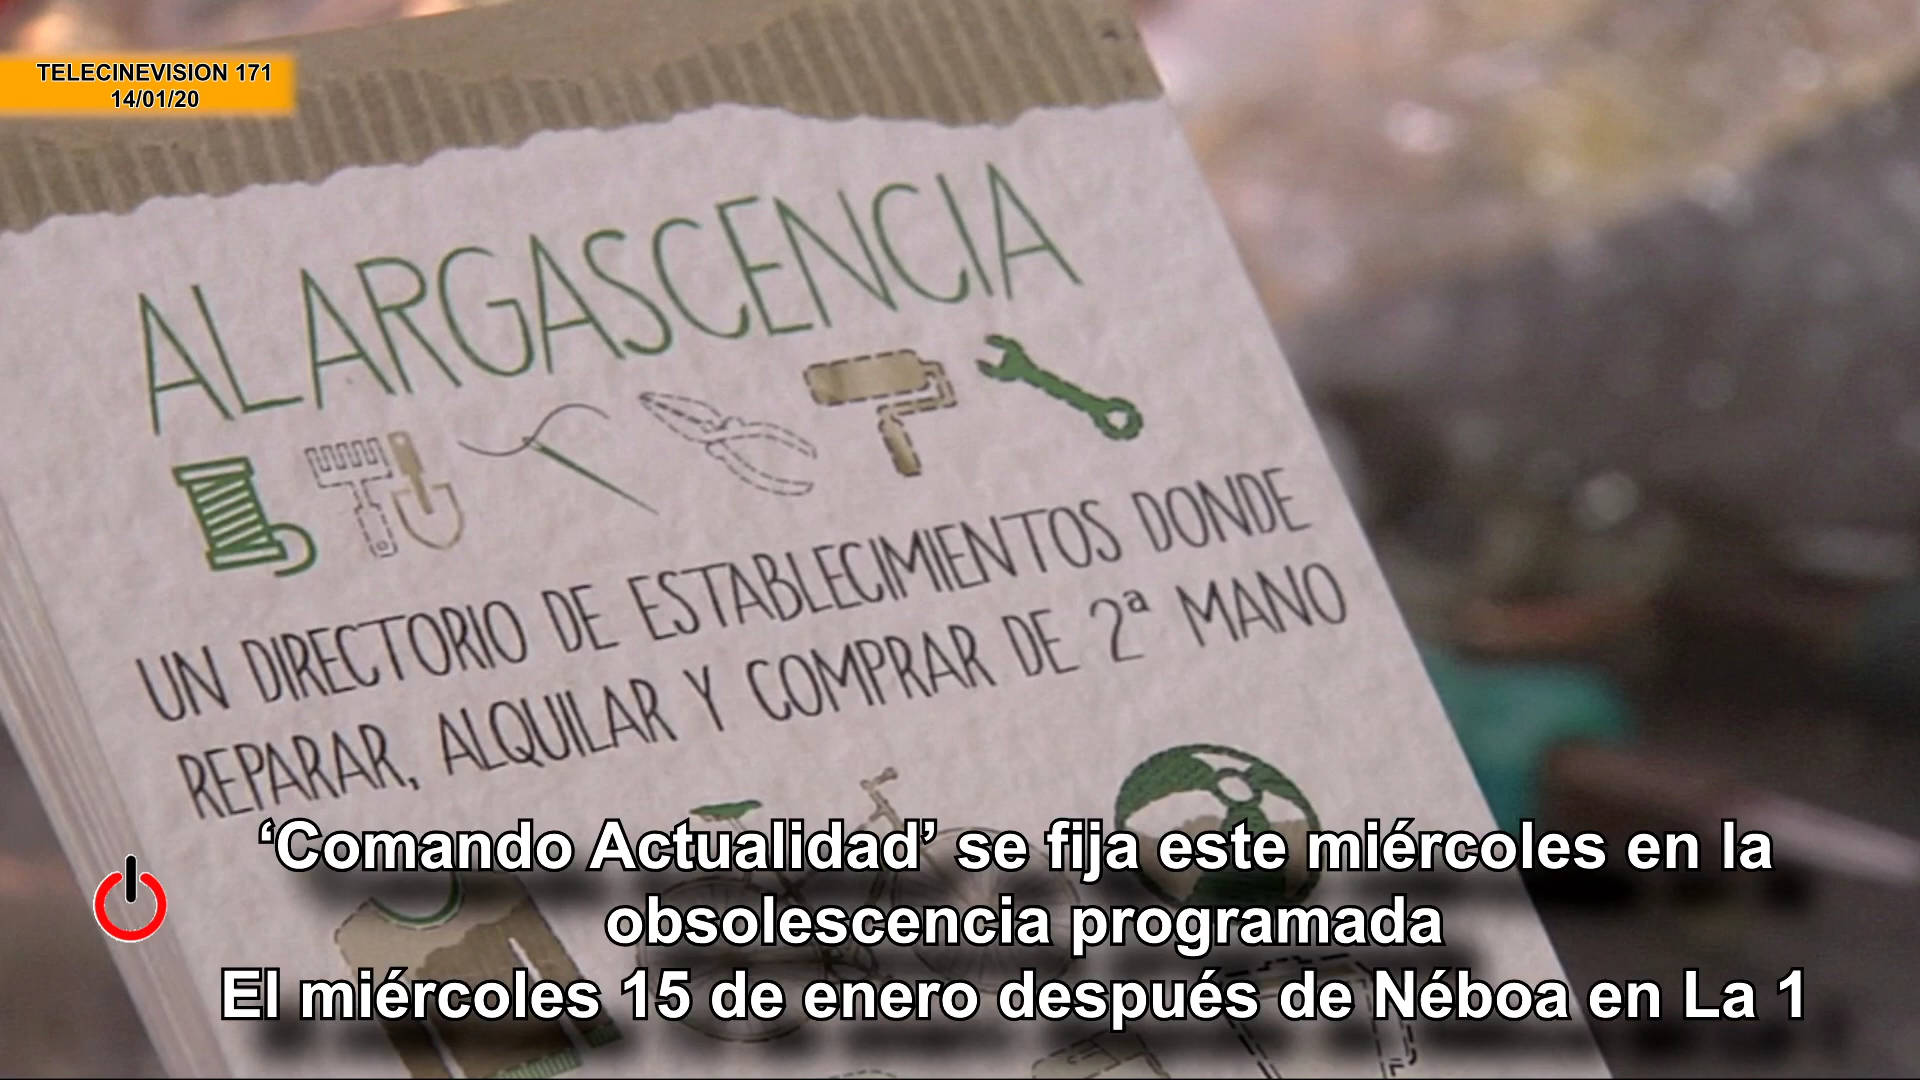 TELECINEVISION 171
14/01/20
ALARGASCENCIA
UN DIRECTORIO DE ESTABLECIMIENTOS DONDE
REPARAR, ALQUILAR Y COMPRAR DE 2ª MANO
‘Comando Actualidad’ se fija este miércoles en la
obsolescencia programada
El miércoles 15 de enero después de Néboa en La 1